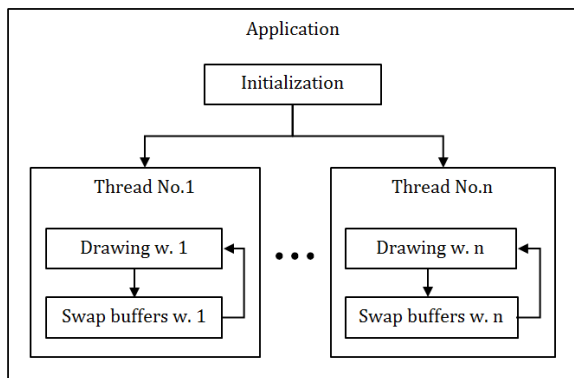 Application
Initialization
Thread No.1
Thread No.n
Drawing w. 1
Drawing w. n
Swap buffers w. 1
Swap buffers w. n